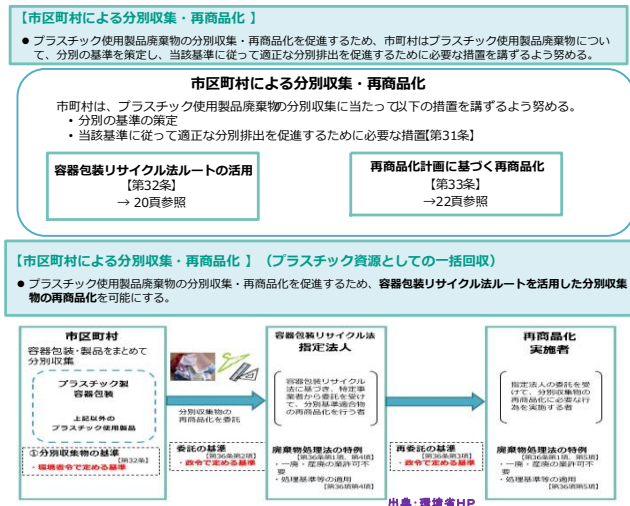 【市区町村による分別収集・再商品化 】
● プラスチック使用製品廃棄物の分別収集・再商品化を促進するため、市町村はプラスチック使用製品廃棄物につい
て、分別の基準を策定し、当該基準に従って適正な分別排出を促進するために必要な措置を講ずるよう努める。
市区町村による分別収集・再商品化
市町村は、プラスチック使用製品廃棄物の分別収集に当たって以下の措置を講ずるよう努める。
・分別の基準の策定
・当該基準に従って適正な分別排出を促進するために必要な措置【第31条】
容器包装リサイクル法ルートの活用
【第32条】
→ 20頁参照
再商品化計画に基づく再商品化
【第33条】
→22頁参照
【市区町村による分別収集・再商品化 】（プラスチック資源としての一括回収）
● プラスチック使用製品廃棄物の分別収集・再商品化を促進するため、容器包装リサイクル法ルートを活用した分別収集
物の再商品化を可能にする。
市区町村
容器包装・製品をまとめて
分別収集
プラスチック製
容器包装
上記以外の
プラスチック使用製品
①分別収集物の基準
【第32条】
・環境省令で定める基準
分別収集物の
再商品化を委託
委託の基準
【第36条第2項】
・政令で定める基準
容器包装リサイクル法
指定法人
容器包装リサイクル
法に基づき、特定事
業者から委託を受け
て、分別基準適合物
の再商品化を行う者
廃棄物処理法の特例
【第36条第1項、第4項】
・一廃・産廃の業許可不
要
・処理基準等の適用
【第36項第4項】
再委託の基準
【第36条第3項】
・政令で定める基準
再商品化
実施者
指定法人の委託を受
けて、分別収集物の
再商品化に必要な行
為を実施する者
廃棄物処理法の特例
【第36条第1項、第5項】
・一廃・産廃の業許可不
要
・処理基準等の適用
【第36項第5項】
出典：環境省HP